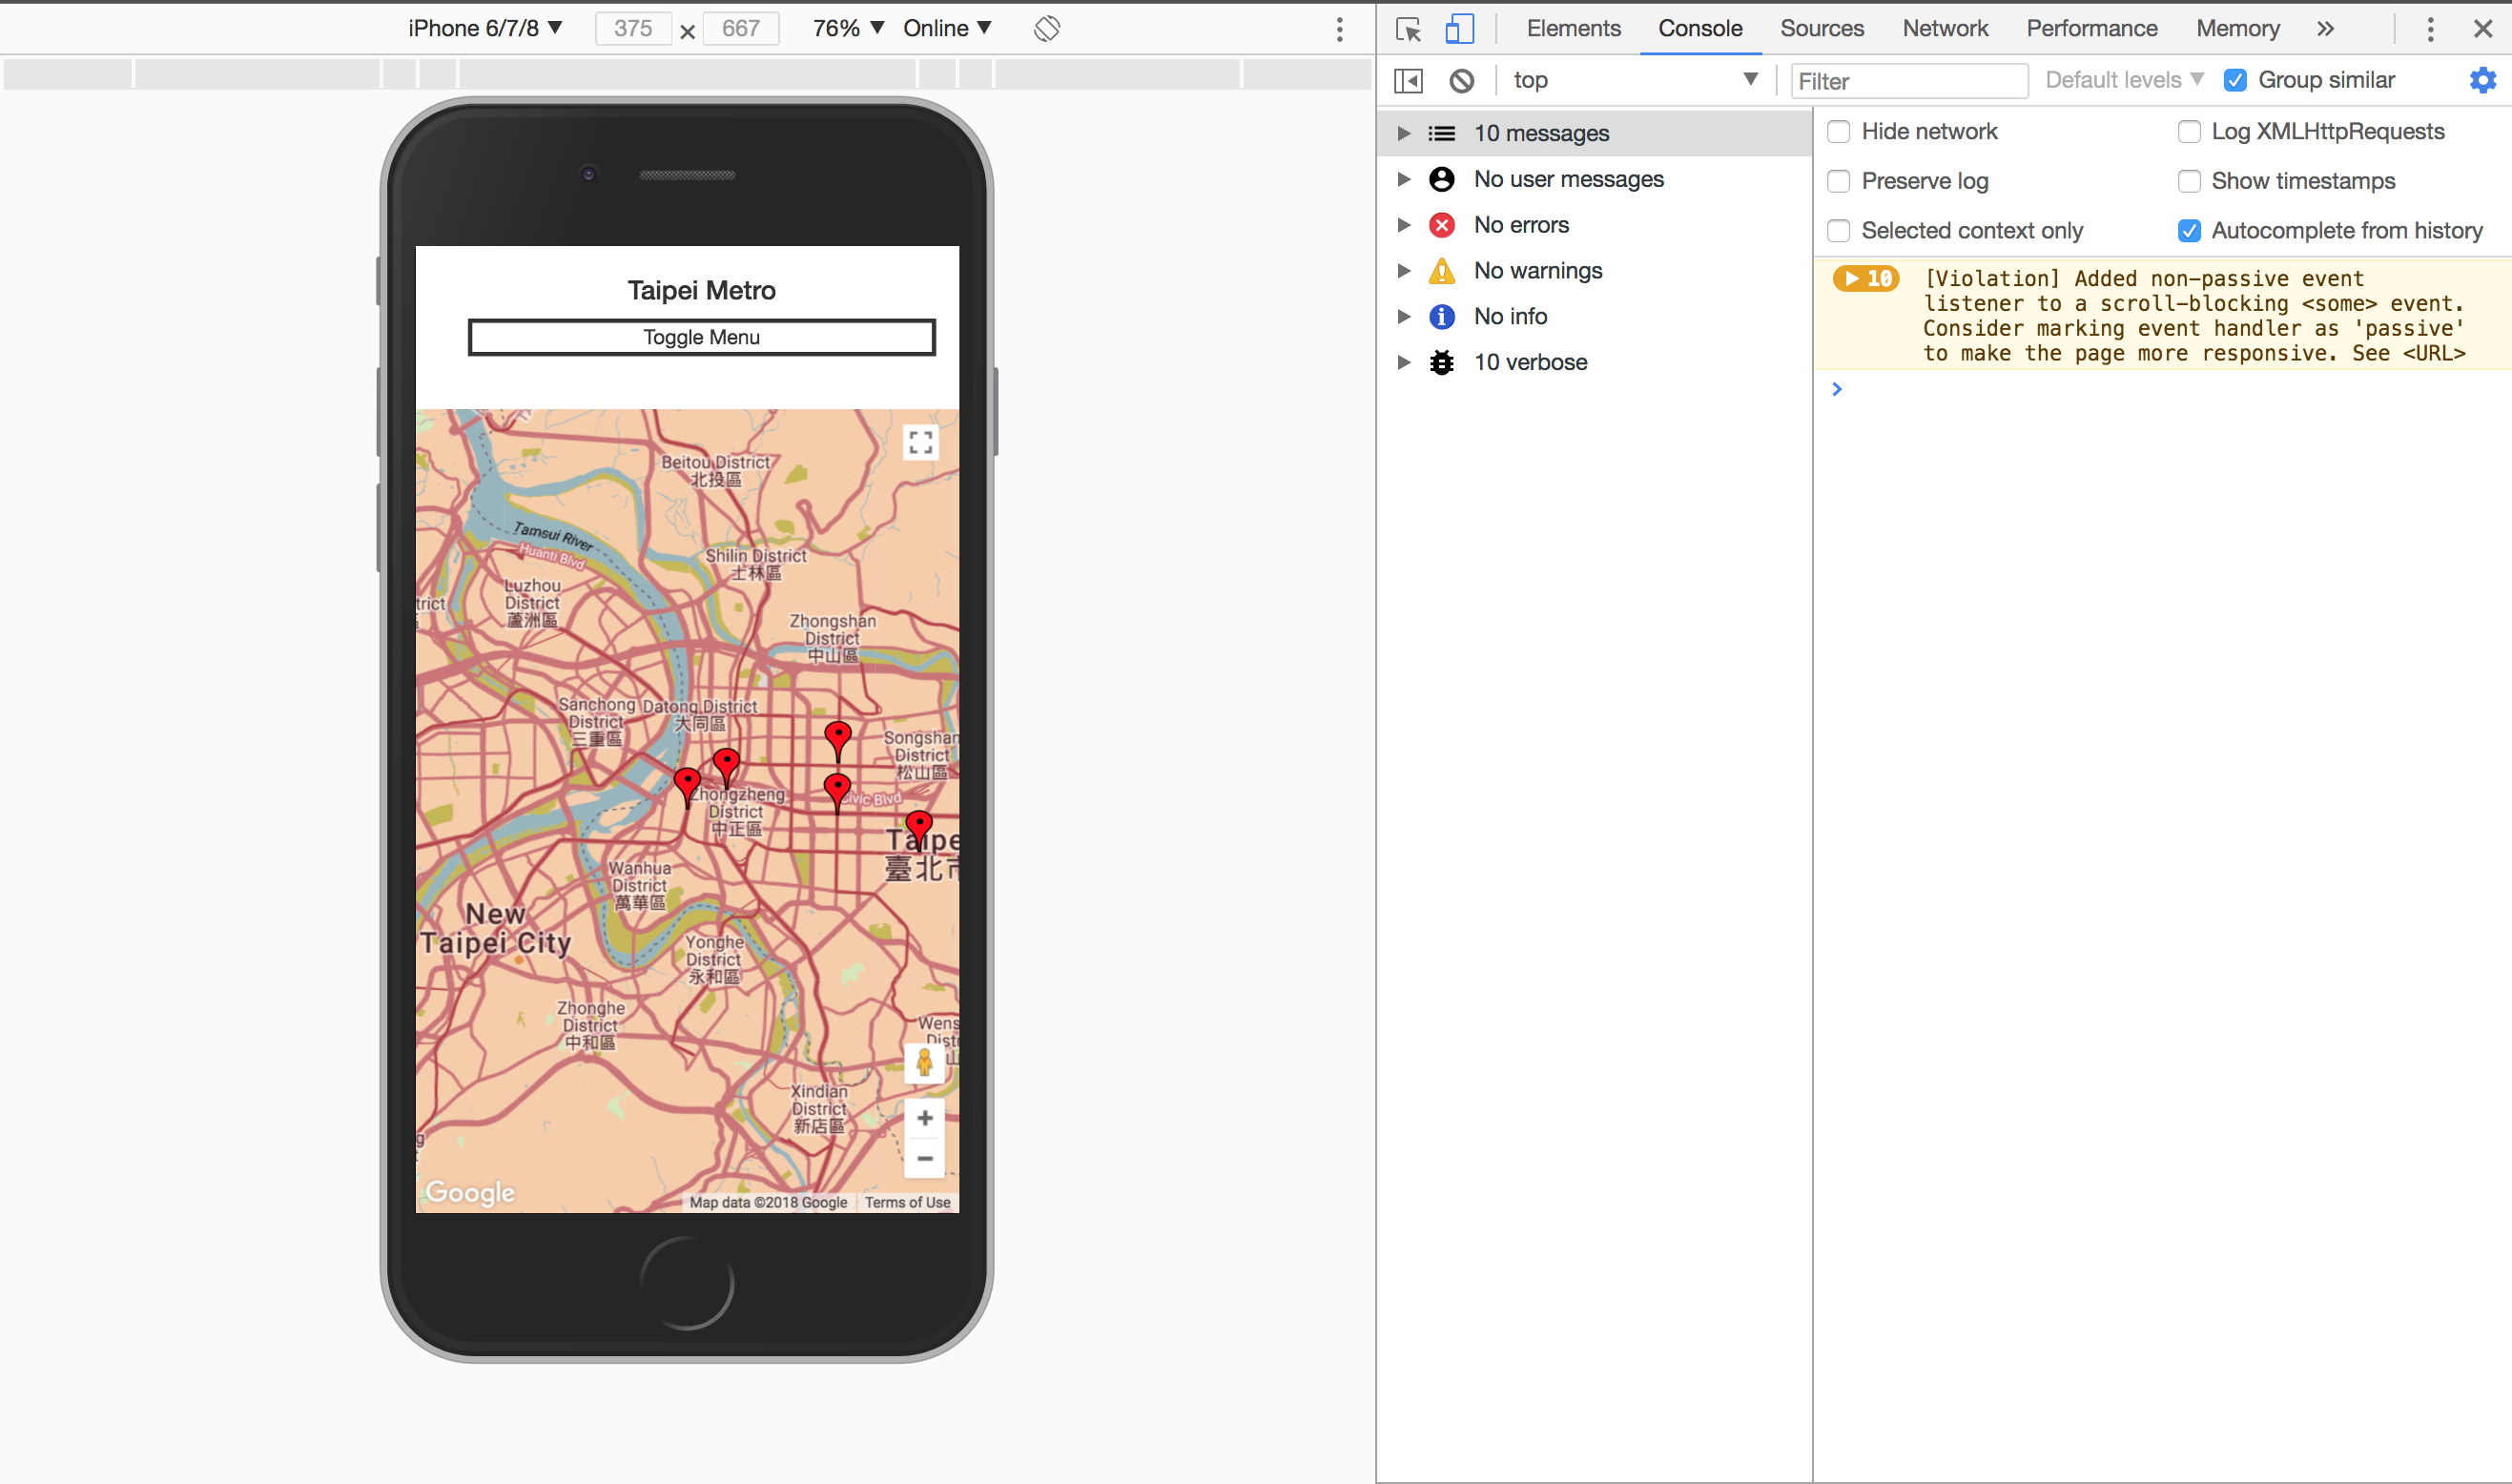 iPhone 6/7/8 ▼ 375 × 667 76% ▼ Online ▼
Elements Console Sources Network Performance Memory »
top ▼ Filter Default levels ▼ Group similar
10 messages
No user messages
No errors
No warnings
No info
10 verbose
Hide network Log XMLHttpRequests
Preserve log Show timestamps
Selected context only Autocomplete from history
10 [Violation] Added non-passive event
listener to a scroll-blocking <some> event.
Consider marking event handler as 'passive'
to make the page more responsive. See <URL>
Taipei Metro
Toggle Menu
Beitou District
北投區
Tamsui River
Huanti Blvd
Shilin District
士林區
Luzhou
District
蘆洲區
trict
Zhongshan
District
中山區
Sanchong
District
三重區
Datong District
大同區
Songshan
District
松山區
Zhongzheng
District
中正區
Civic Blvd
Taipe
臺北市
Wanhua
District
萬華區
New
Taipei City
Yonghe
District
永和區
Zhonghe
District
中和區
Wens
Distr
Xindian
District
新店區
Google
Map data ©2018 Google Terms of Use